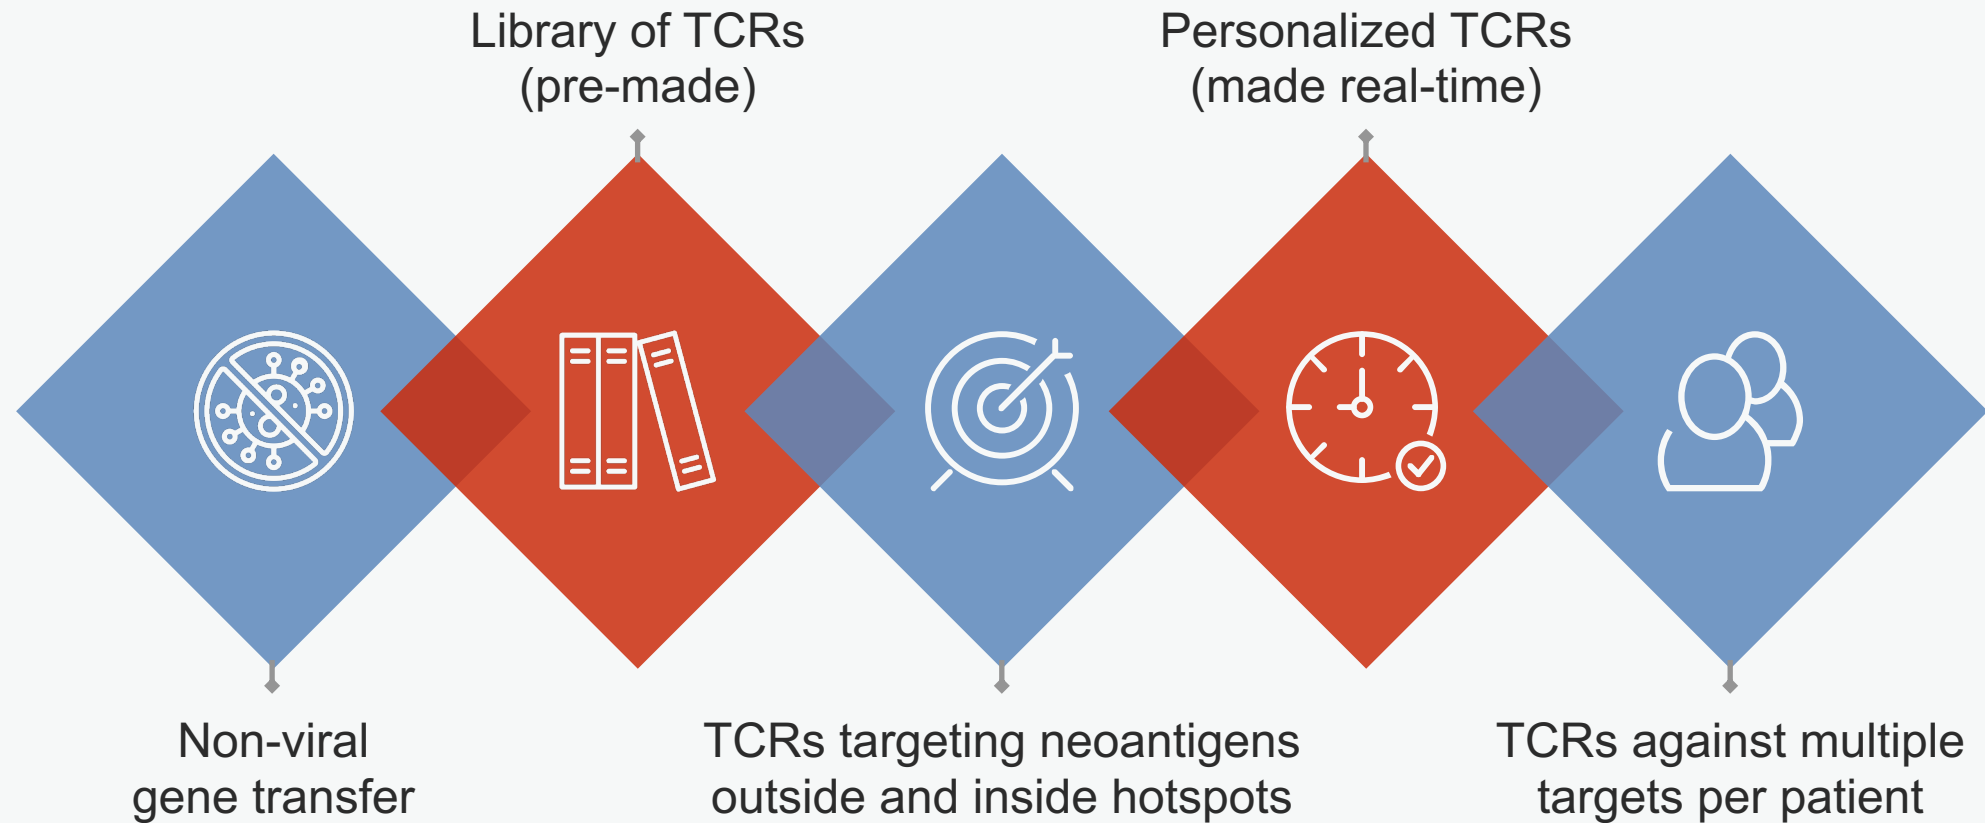 Library of TCRs
(pre-made)
Personalized TCRs
(made real-time)
Non-viral
gene transfer
TCRs targeting neoantigens
outside and inside hotspots
TCRs against multiple
targets per patient